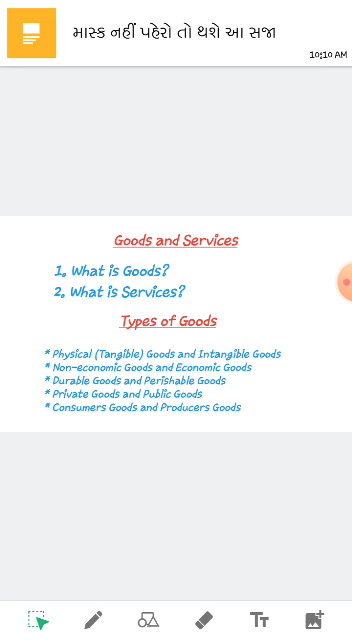 માસ્ક નહીં પહેરો તો થશે આ સજા
10:10 AM
Goods and Services
1. What is Goods?
2. What is Services?
Types of Goods
* Physical (Tangible) Goods and Intangible Goods
* Non-economic Goods and Economic Goods
* Durable Goods and Perishable Goods
* Private Goods and Public Goods
* Consumers Goods and Producers Goods
TT